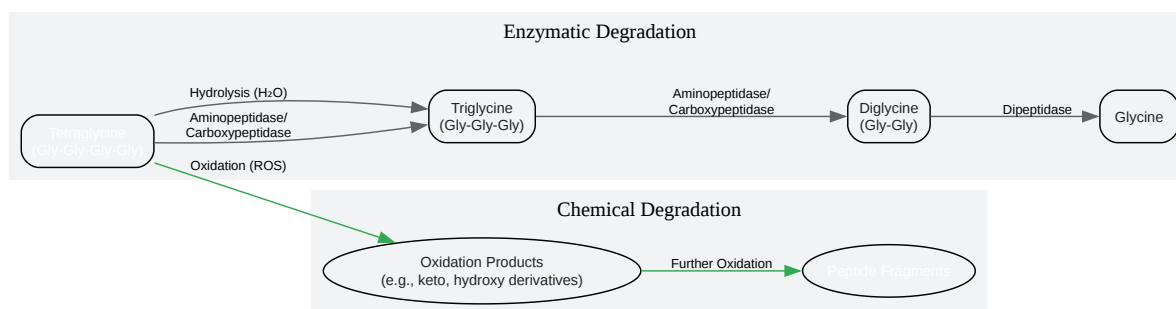 Enzymatic Degradation
Hydrolysis (H₂O)
Aminopeptidase/
Carboxypeptidase
Oxidation (ROS)
Tetraglycine
(Gly-Gly-Gly-Gly)
Triglycine
(Gly-Gly-Gly)
Aminopeptidase/
Carboxypeptidase
Diglycine
(Gly-Gly)
Dipeptidase
Glycine
Chemical Degradation
Oxidation Products
(e.g., keto, hydroxy derivatives)
Further Oxidation
Peptide Fragments